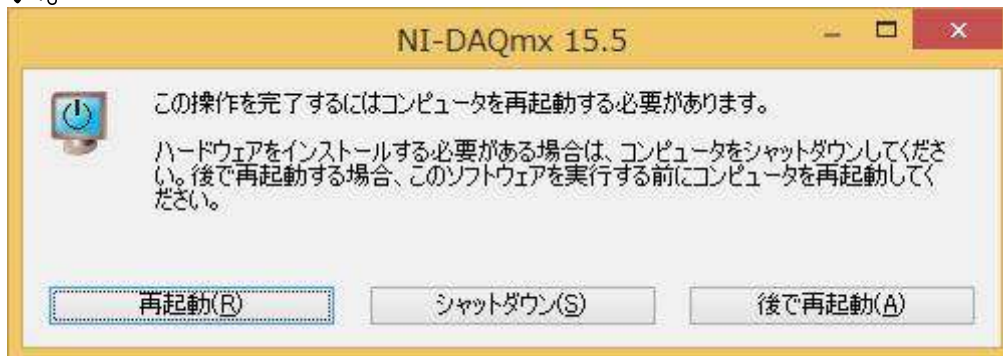 NI-DAQmx 15.5
この操作を完了するにはコンピュータを再起動する必要があります。
ハードウェアをインストールする必要がある場合は、コンピュータをシャットダウンしてくださ
い。後で再起動する場合、このソフトウェアを実行する前にコンピュータを再起動してく
ださい。
再起動(R)
シャットダウン(S)
後で再起動(A)